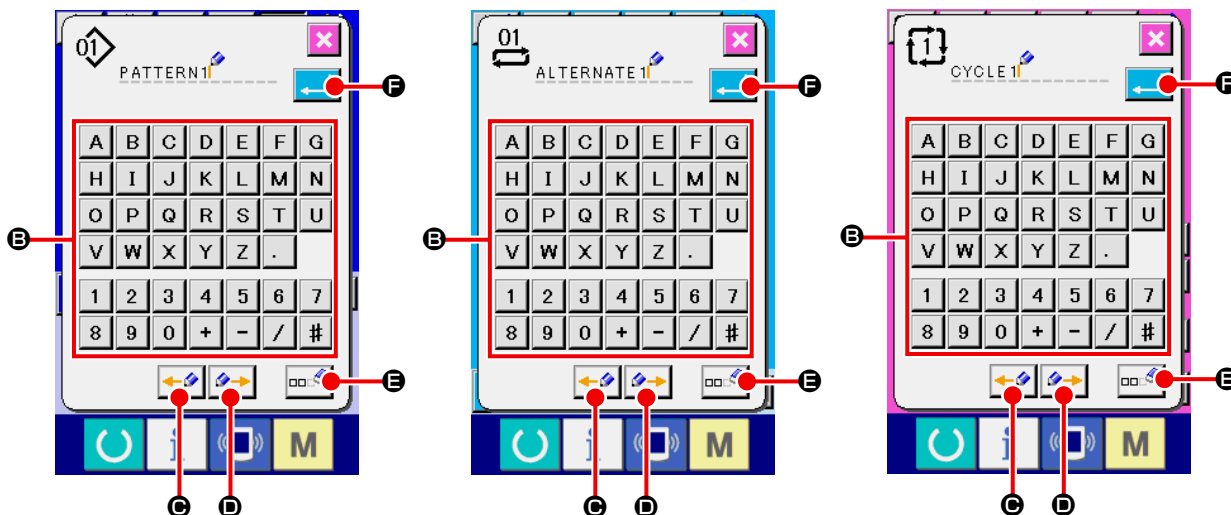 01
PATTERN1
F
A B C D E F G
H I J K L M N
O P Q R S T U
B
V W X Y Z .
1 2 3 4 5 6 7
8 9 0 + - / #
E
i M
C D
01
ALTERNATE1
F
A B C D E F G
H I J K L M N
O P Q R S T U
B
V W X Y Z .
1 2 3 4 5 6 7
8 9 0 + - / #
E
i M
C D
1
CYCLE1
F
A B C D E F G
H I J K L M N
O P Q R S T U
B
V W X Y Z .
1 2 3 4 5 6 7
8 9 0 + - / #
E
i M
C D